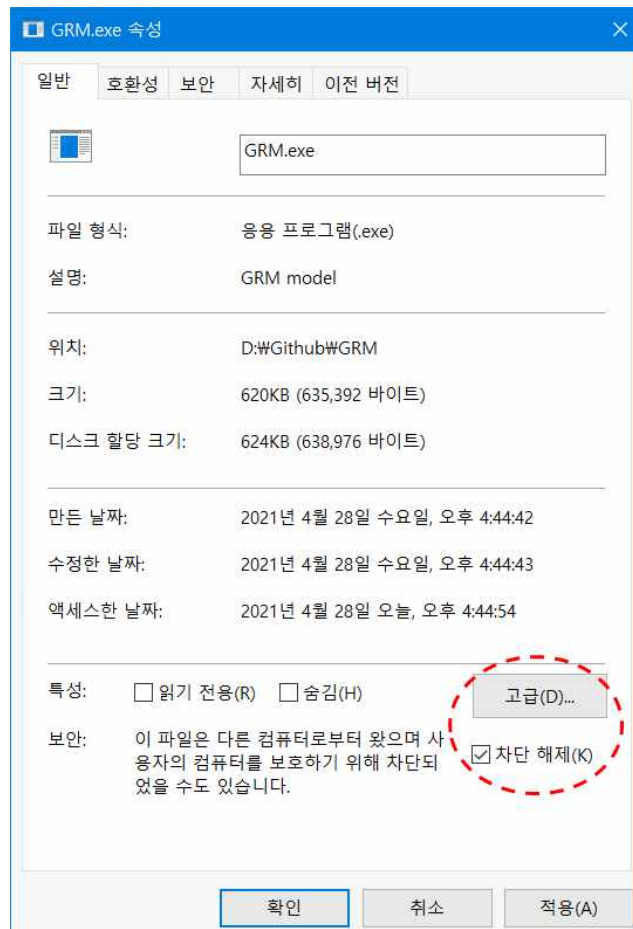 GRM.exe 속성
일반 호환성 보안 자세히 이전 버전
GRM.exe
파일 형식: 응용 프로그램(.exe)
설명: GRM model
위치: D:₩Github₩GRM
크기: 620KB (635,392 바이트)
디스크 할당 크기: 624KB (638,976 바이트)
만든 날짜: 2021년 4월 28일 수요일, 오후 4:44:42
수정한 날짜: 2021년 4월 28일 수요일, 오후 4:44:43
액세스한 날짜: 2021년 4월 28일 오늘, 오후 4:44:54
특성: 읽기 전용(R) 숨김(H) 고급(D)...
보안: 이 파일은 다른 컴퓨터로부터 왔으며 사
용자의 컴퓨터를 보호하기 위해 차단되
었을 수도 있습니다.
차단 해제(K)
확인 취소 적용(A)